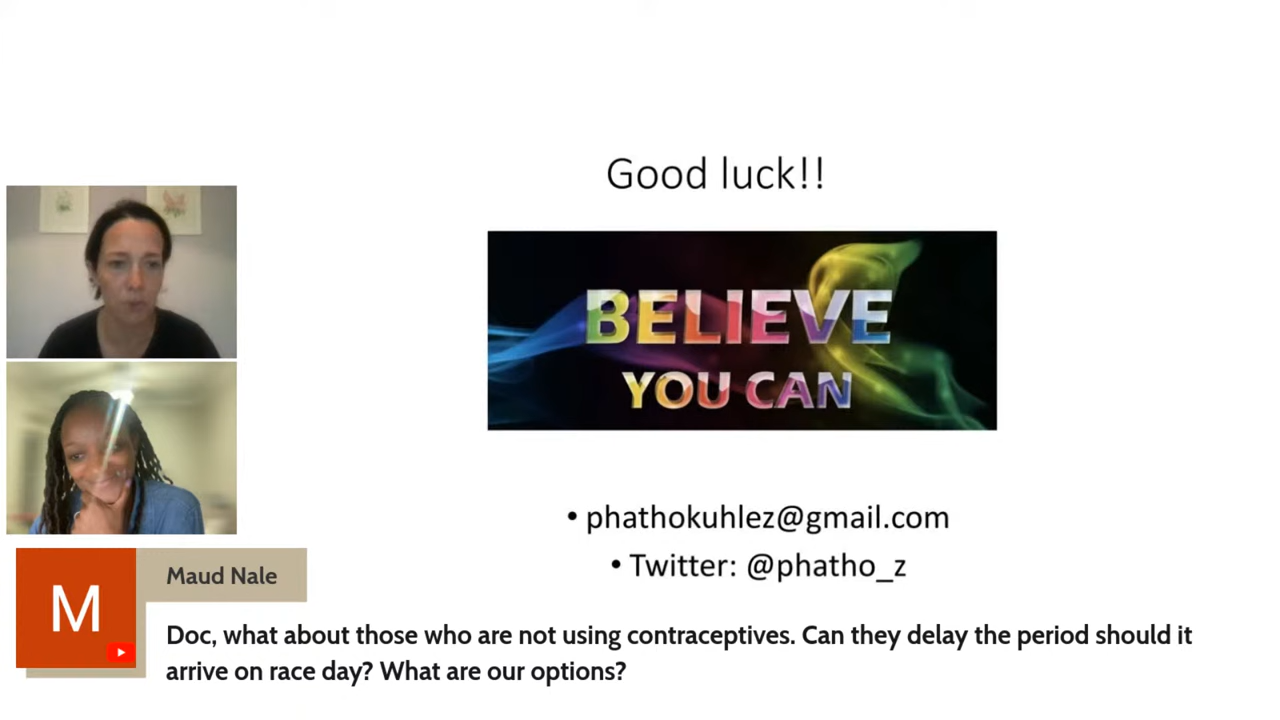 Good luck!!
BELIEVE
YOU CAN
• phathokuhlez@gmail.com
• Twitter: @phatho_z
M
Maud Nale
Doc, what about those who are not using contraceptives. Can they delay the period should it
arrive on race day? What are our options?